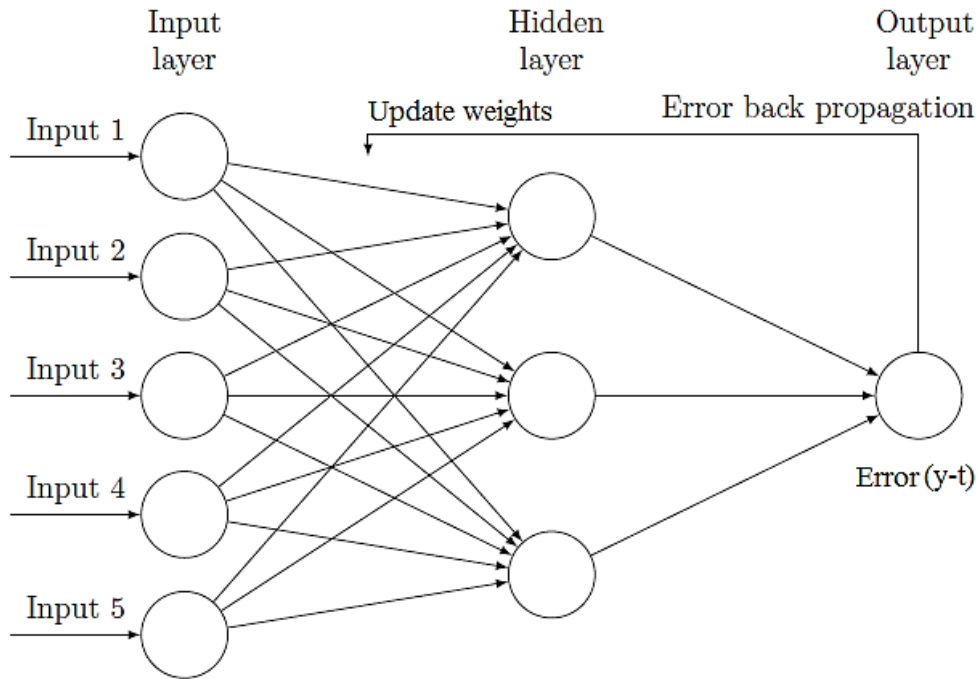 Input
layer
Hidden
layer
Output
layer
Update weights
Error back propagation
Input 1
Input 2
Input 3
Input 4
Input 5
Error (y-t)